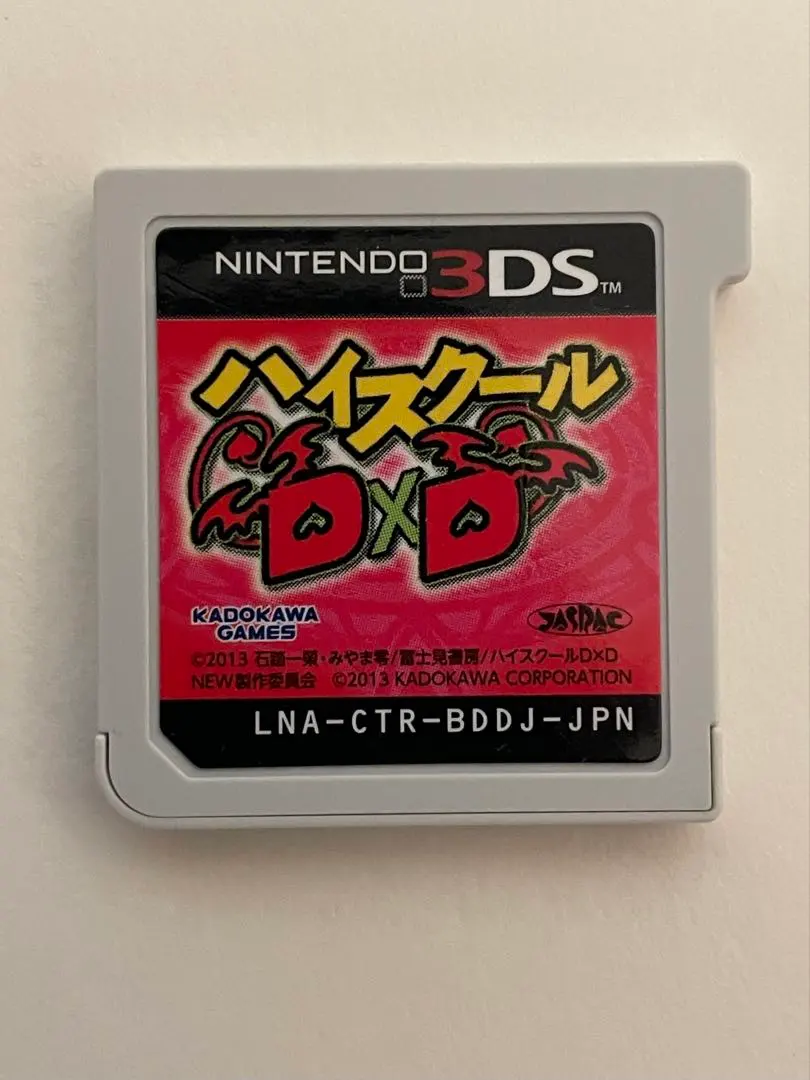 NINTENDO 3DS™
ハイスクール
D×D
KADOKAWA
GAMES
JASRAC
©2013 石踏一榮・みやま零/富士見書房/ハイスクールD×D
NEW製作委員会 ©2013 KADOKAWA CORPORATION
LNA-CTR-BDDJ-JPN